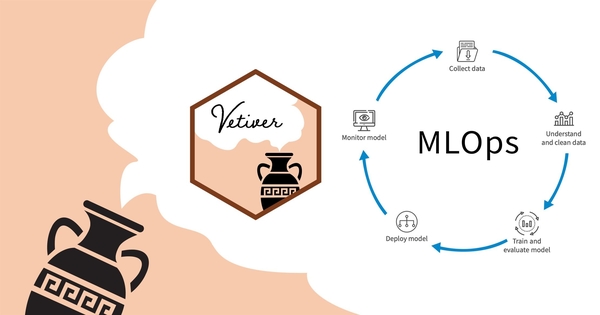 Vetiver
MLOps
Collect data
Understand
and clean data
Train and
evaluate model
Deploy model
Monitor model